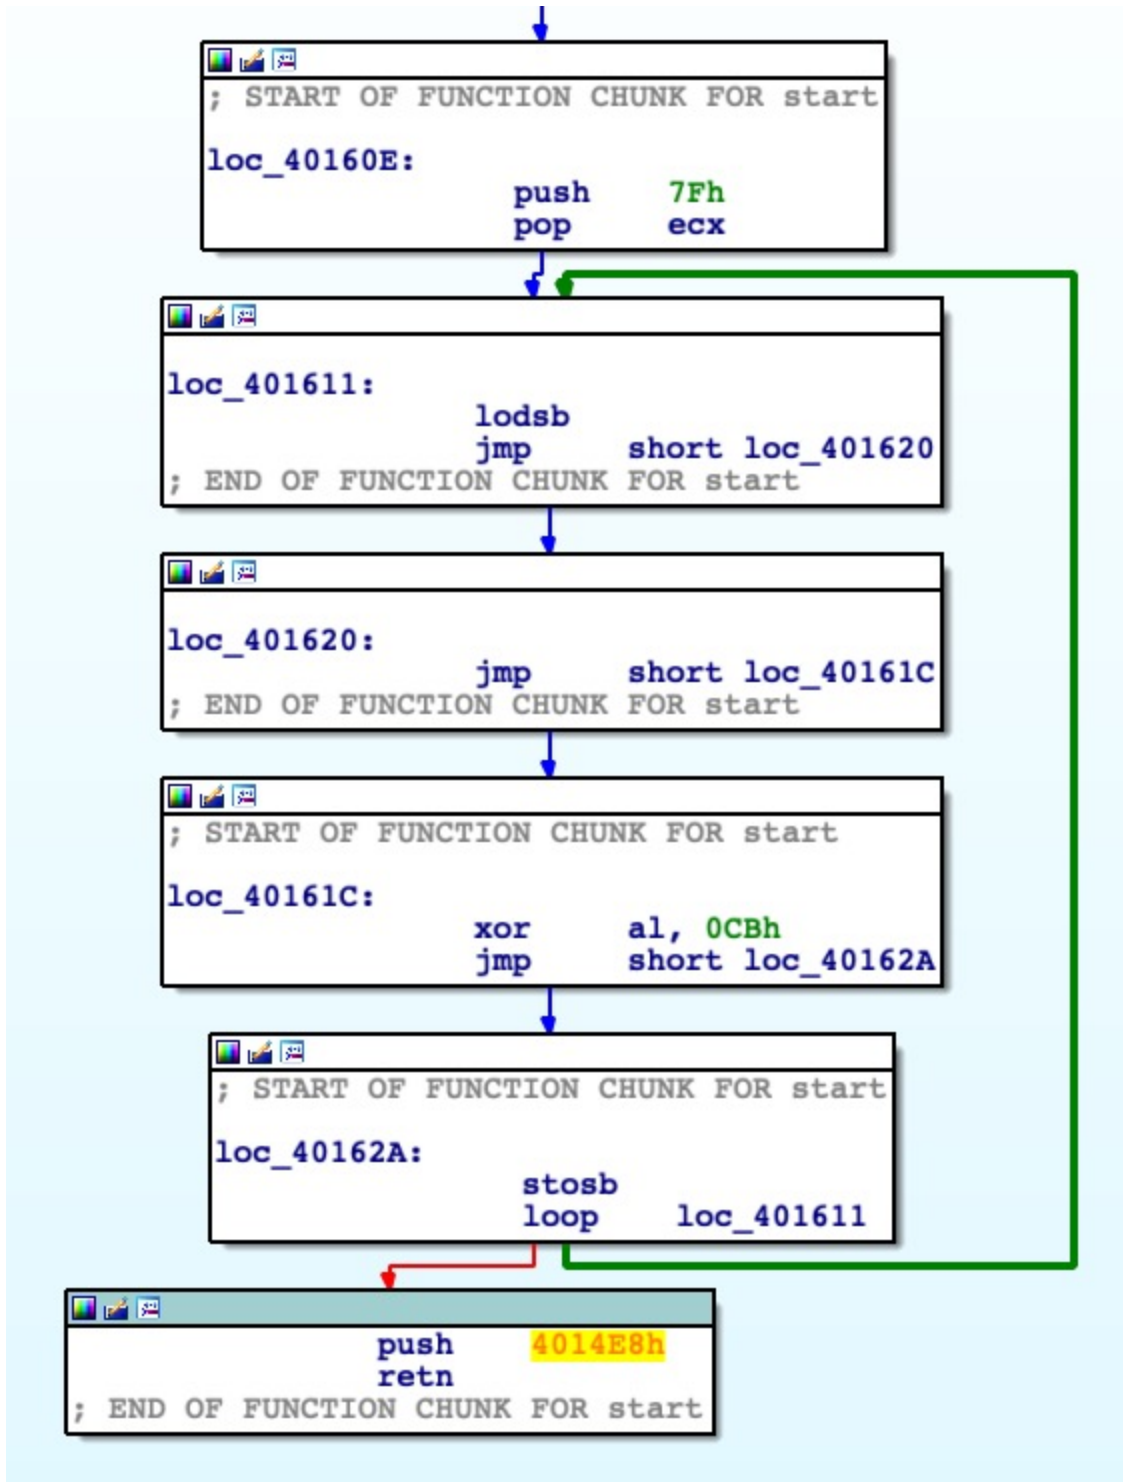 ; START OF FUNCTION CHUNK FOR start
loc_40160E:
push 7Fh
pop ecx
loc_401611:
lodsb
jmp short loc_401620
; END OF FUNCTION CHUNK FOR start
loc_401620:
jmp short loc_40161C
; END OF FUNCTION CHUNK FOR start
; START OF FUNCTION CHUNK FOR start
loc_40161C:
xor al, 0CBh
jmp short loc_40162A
; START OF FUNCTION CHUNK FOR start
loc_40162A:
stosb
loop loc_401611
push 4014E8h
retn
; END OF FUNCTION CHUNK FOR start